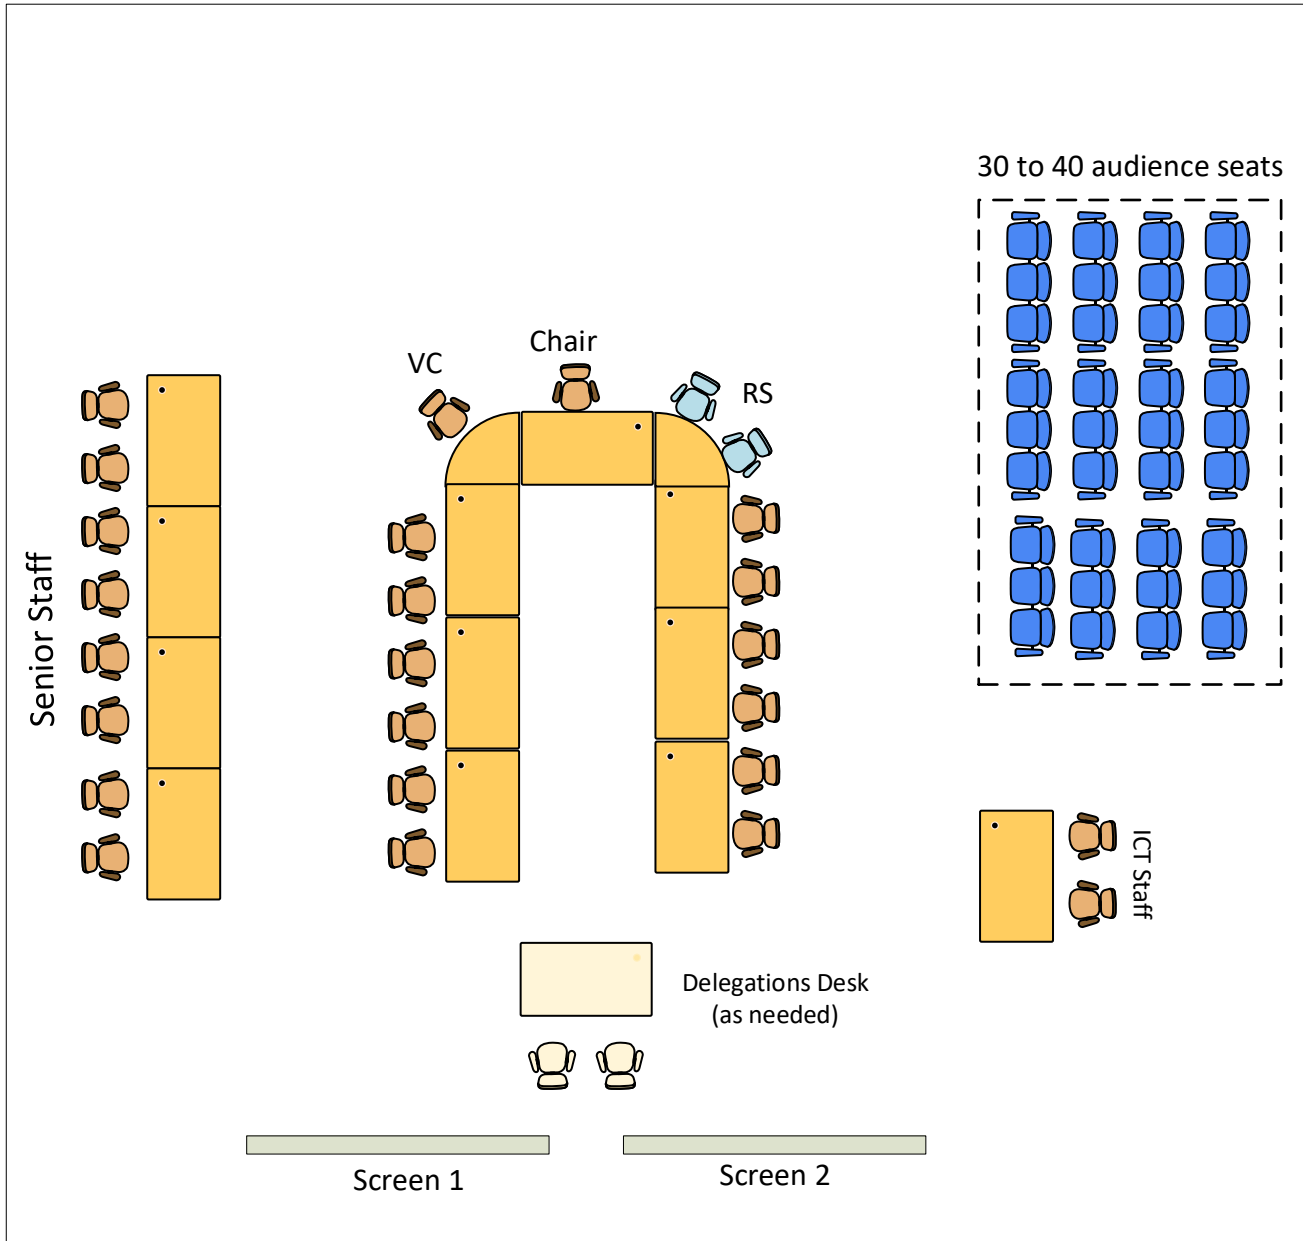 30 to 40 audience seats
Chair
VC
RS
Senior Staff
ICT Staff
Delegations Desk
(as needed)
Screen 1
Screen 2